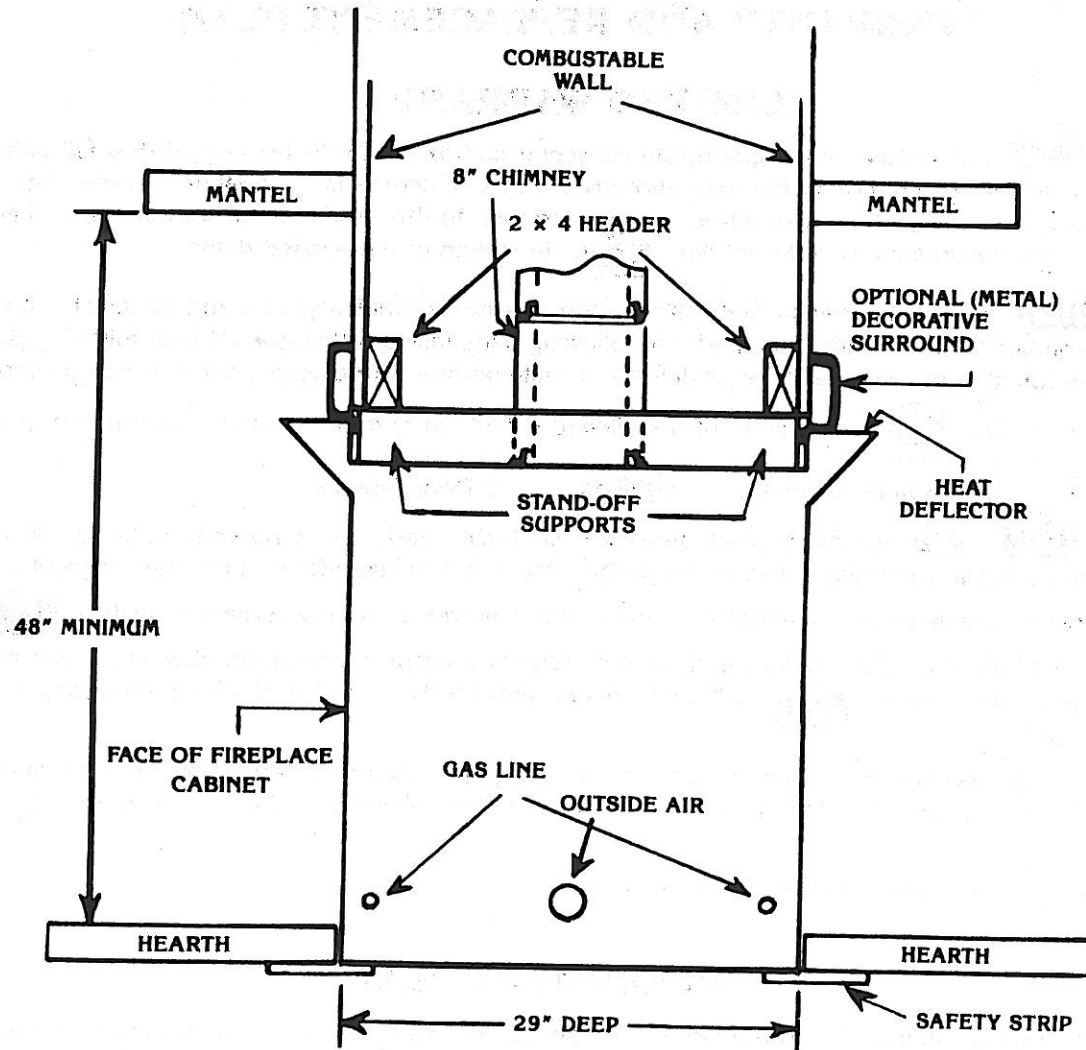 COMBUSTABLE
WALL
8" CHIMNEY
MANTEL
MANTEL
2 x 4 HEADER
OPTIONAL (METAL)
DECORATIVE
SURROUND
HEAT
DEFLECTOR
STAND-OFF
SUPPORTS
48" MINIMUM
FACE OF FIREPLACE
CABINET
GAS LINE
OUTSIDE AIR
HEARTH
HEARTH
29" DEEP
SAFETY STRIP